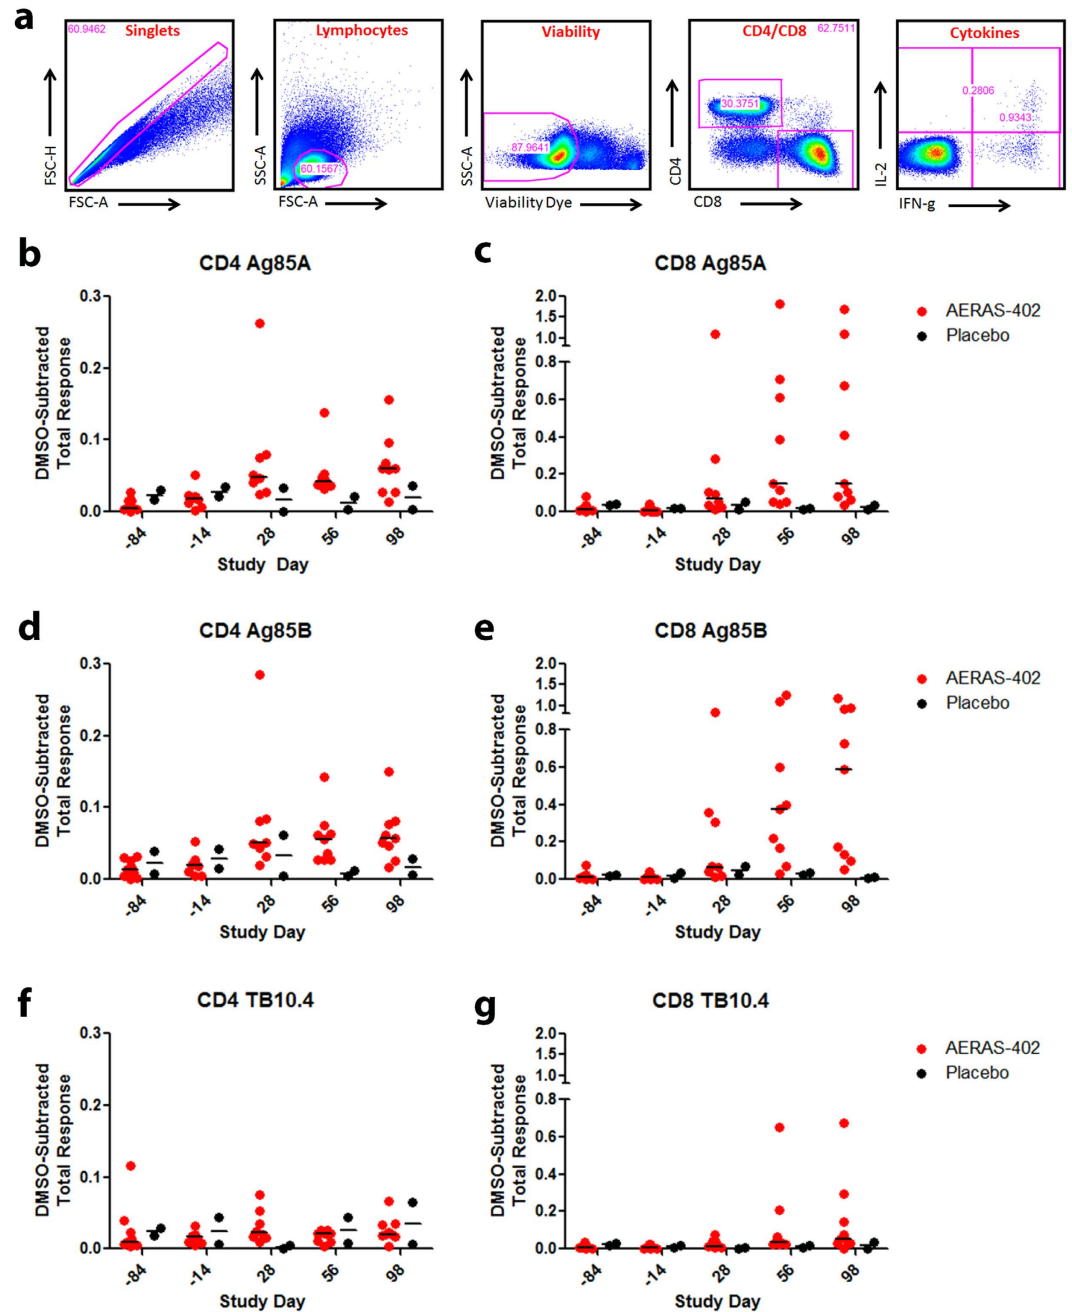 a
60.9462
Singlets
FSC-H
FSC-A
Lymphocytes
60.1567
SSC-A
FSC-A
Viability
87.9641
SSC-A
Viability Dye
CD4/CD8
62.7511
30.3751
CD4
CD8
Cytokines
0.2806
0.9343
IL-2
IFN-g
b
CD4 Ag85A
DMSO-Subtracted
Total Response
0.3
0.2
0.1
0.0
-84
-14
28
56
98
Study Day
c
CD8 Ag85A
DMSO-Subtracted
Total Response
2.0
1.5
1.0
0.8
0.6
0.4
0.2
0.0
-84
-14
28
56
98
Study Day
AERAS-402
Placebo
d
CD4 Ag85B
DMSO-Subtracted
Total Response
0.3
0.2
0.1
0.0
-84
-14
28
56
98
Study Day
e
CD8 Ag85B
DMSO-Subtracted
Total Response
2.0
1.5
1.0
0.8
0.6
0.4
0.2
0.0
-84
-14
28
56
98
Study Day
AERAS-402
Placebo
f
CD4 TB10.4
DMSO-Subtracted
Total Response
0.3
0.2
0.1
0.0
-84
-14
28
56
98
Study Day
g
CD8 TB10.4
DMSO-Subtracted
Total Response
2.0
1.5
1.0
0.8
0.6
0.4
0.2
0.0
-84
-14
28
56
98
Study Day
AERAS-402
Placebo